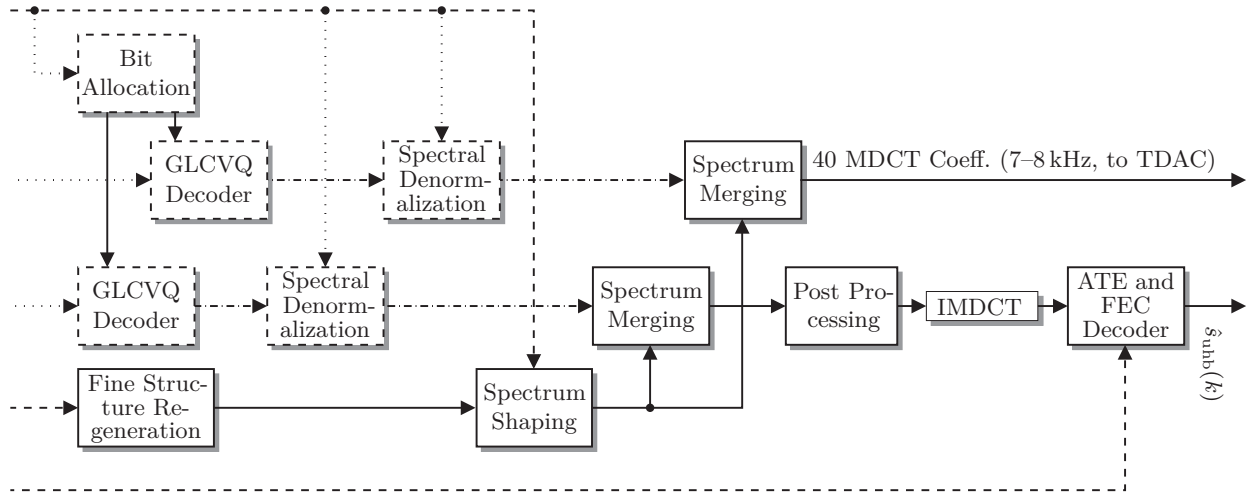 Bit
Allocation
GLCVQ
Decoder
Spectral
Denorm-
alization
Spectrum
Merging
40 MDCT Coeff. (7–8 kHz, to TDAC)
GLCVQ
Decoder
Spectral
Denorm-
alization
Spectrum
Merging
Post Pro-
cessing
IMDCT
ATE and
FEC
Decoder
ŝuhb(k)
Fine Struc-
ture Re-
generation
Spectrum
Shaping